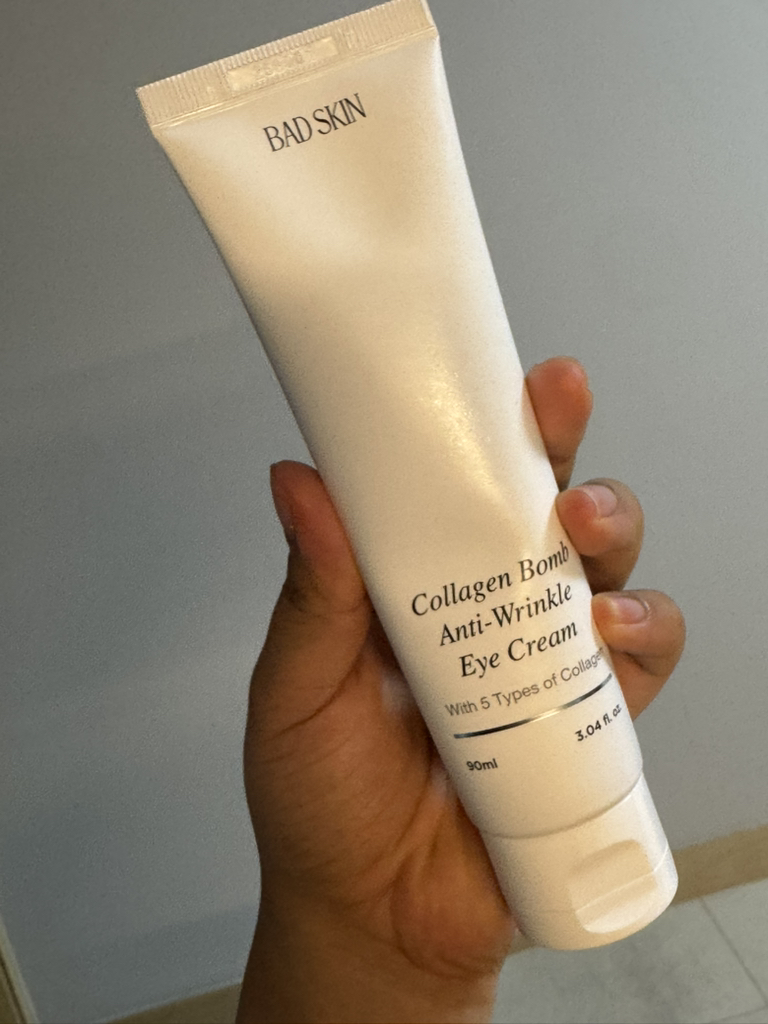 BAD SKIN
Collagen Bomb
Anti-Wrinkle
Eye Cream
With 5 Types of Collagen
90ml
3.04 fl. oz